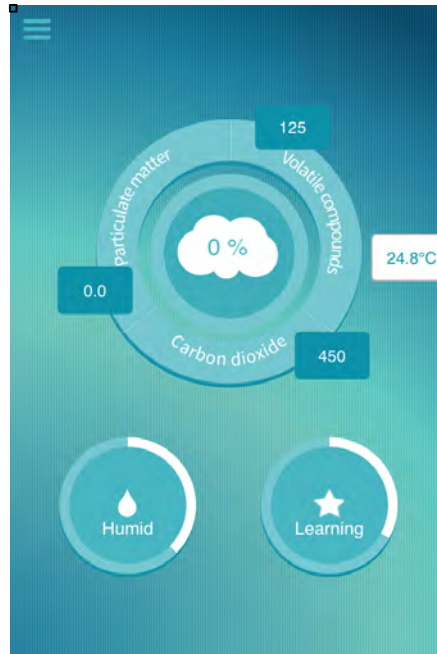 125
Particulate matter
Volatile compounds
0 %
24.8°C
0.0
Carbon dioxide
450
Humid
Learning